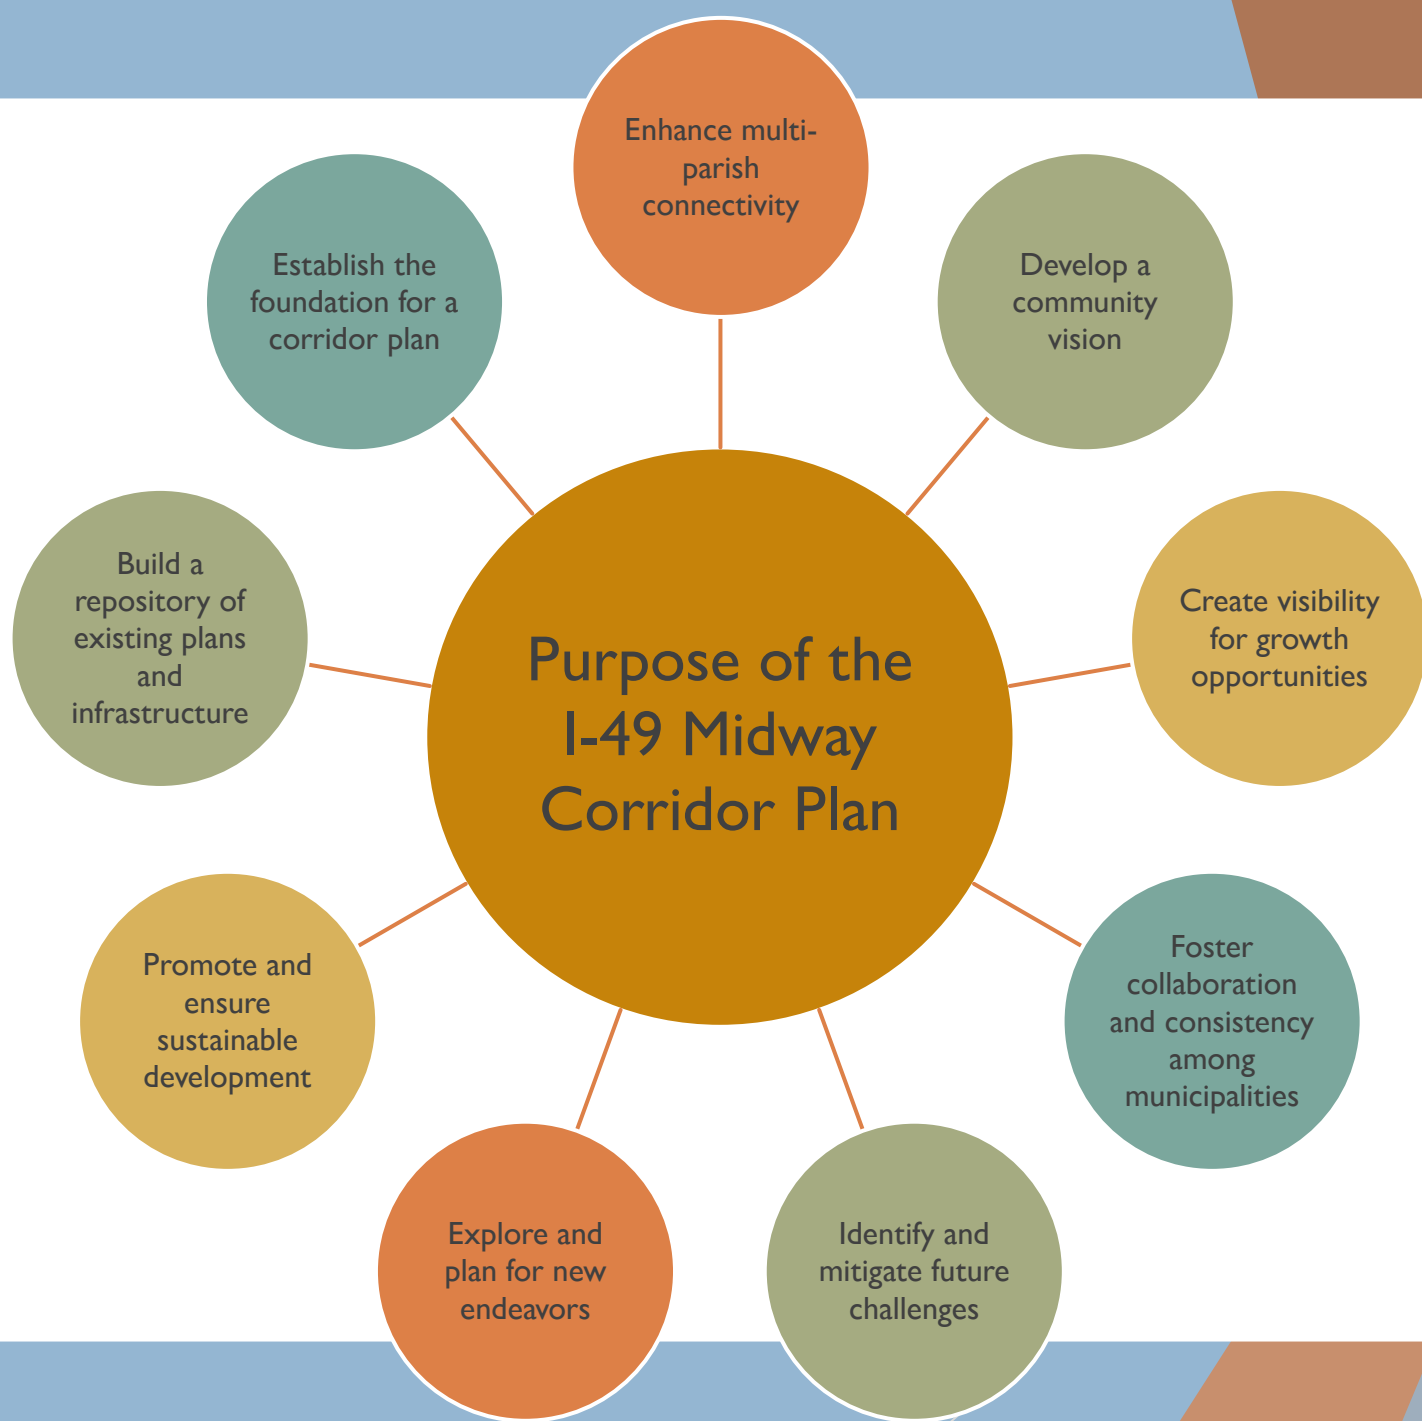 Enhance multi-
parish
connectivity
Develop a
community
vision
Create visibility
for growth
opportunities
Foster
collaboration
and consistency
among
municipalities
Identify and
mitigate future
challenges
Explore and
plan for new
endeavors
Promote and
ensure
sustainable
development
Build a
repository of
existing plans
and
infrastructure
Establish the
foundation for a
corridor plan
Purpose of the
I-49 Midway
Corridor Plan